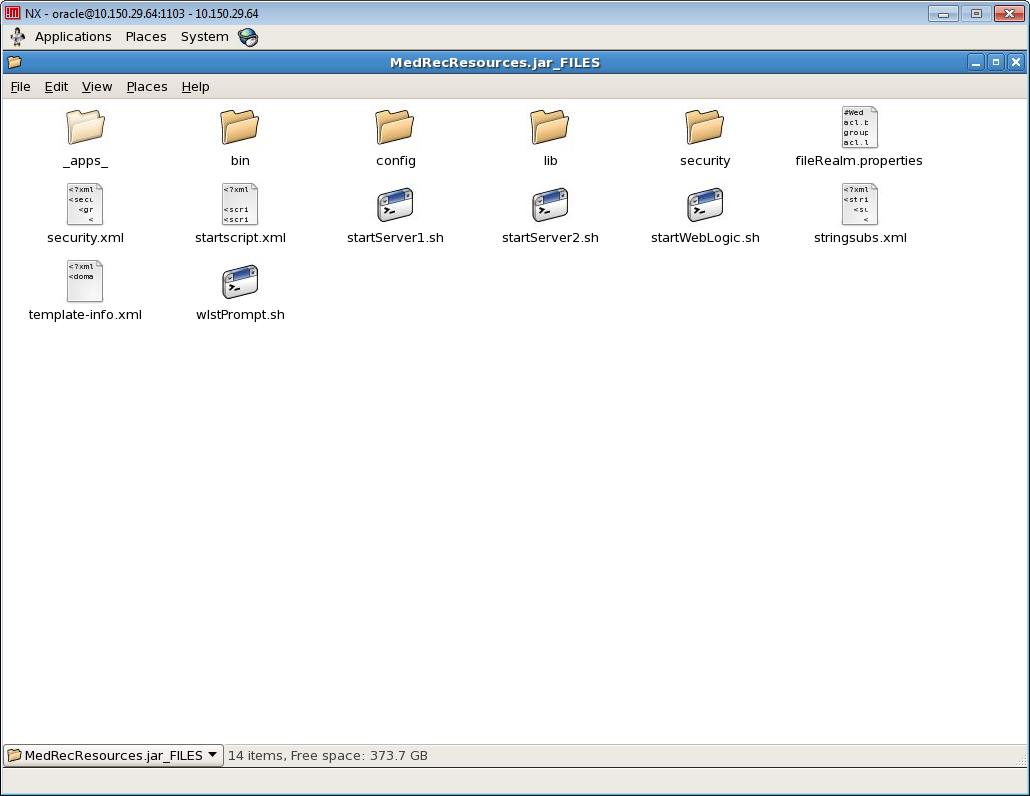 NX - oracle@10.150.29.64:1103 - 10.150.29.64
Applications Places System
MedRecResources.jar_FILES
File Edit View Places Help
#Wed
acl.b
group
acl.l
_apps_ bin config lib security fileRealm.properties
<?xml <?xml <?xml
<secu <scri <stri
<gr <scri <su
< <
security.xml startscript.xml startServer1.sh startServer2.sh startWebLogic.sh stringsubs.xml
<?xml
<doma
template-info.xml wlstPrompt.sh
MedRecResources.jar_FILES 14 items, Free space: 373.7 GB